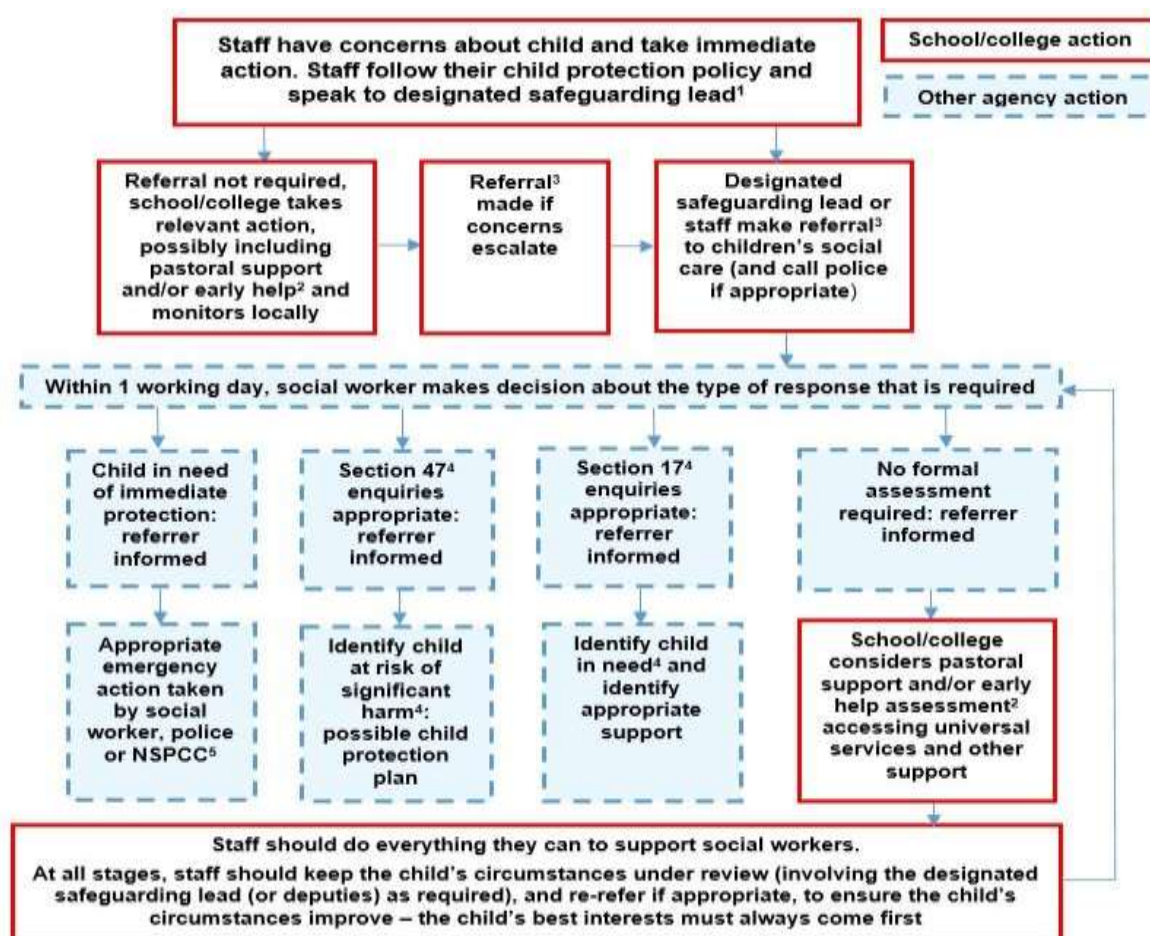 Staff have concerns about child and take immediate
action. Staff follow their child protection policy and
speak to designated safeguarding lead¹
School/college action
Other agency action
Referral not required,
school/college takes
relevant action,
possibly including
pastoral support
and/or early help² and
monitors locally
Referral³
made if
concerns
escalate
Designated
safeguarding lead or
staff make referral³
to children's social
care (and call police
if appropriate)
Within 1 working day, social worker makes decision about the type of response that is required
Child in need
of immediate
protection:
referrer
informed
Section 47⁴
enquiries
appropriate:
referrer
informed
Section 17⁴
enquiries
appropriate:
referrer
informed
No formal
assessment
required: referrer
informed
Appropriate
emergency
action taken
by social
worker, police
or NSPCC⁵
Identify child
at risk of
significant
harm⁴:
possible child
protection
plan
Identify child
in need⁴ and
identify
appropriate
support
School/college
considers pastoral
support and/or early
help assessment²
accessing universal
services and other
support
Staff should do everything they can to support social workers.
At all stages, staff should keep the child's circumstances under review (involving the designated
safeguarding lead (or deputies) as required), and re-refer if appropriate, to ensure the child's
circumstances improve – the child's best interests must always come first